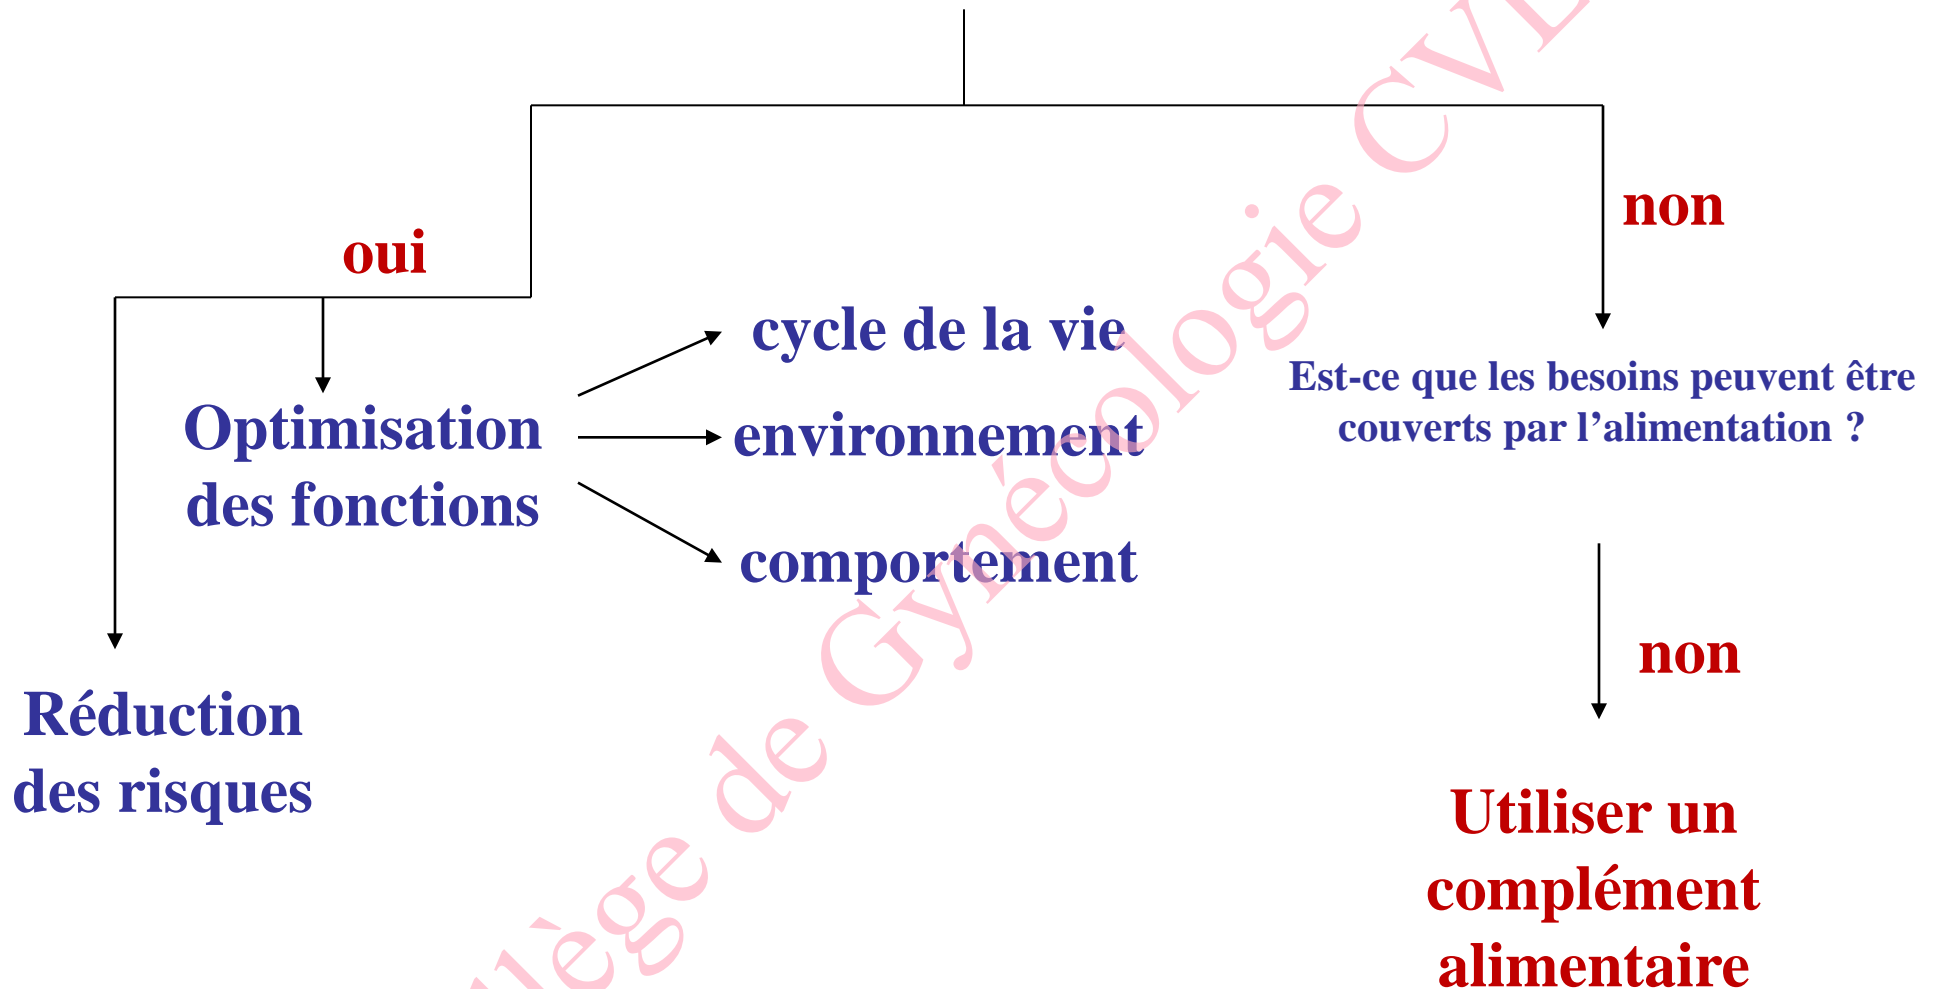 oui
non
cycle de la vie
Est-ce que les besoins peuvent être
couverts par l’alimentation ?
Optimisation
des fonctions
environnement
comportement
non
Réduction
des risques
Utiliser un
complément
alimentaire
llège de Gynécologie CVL